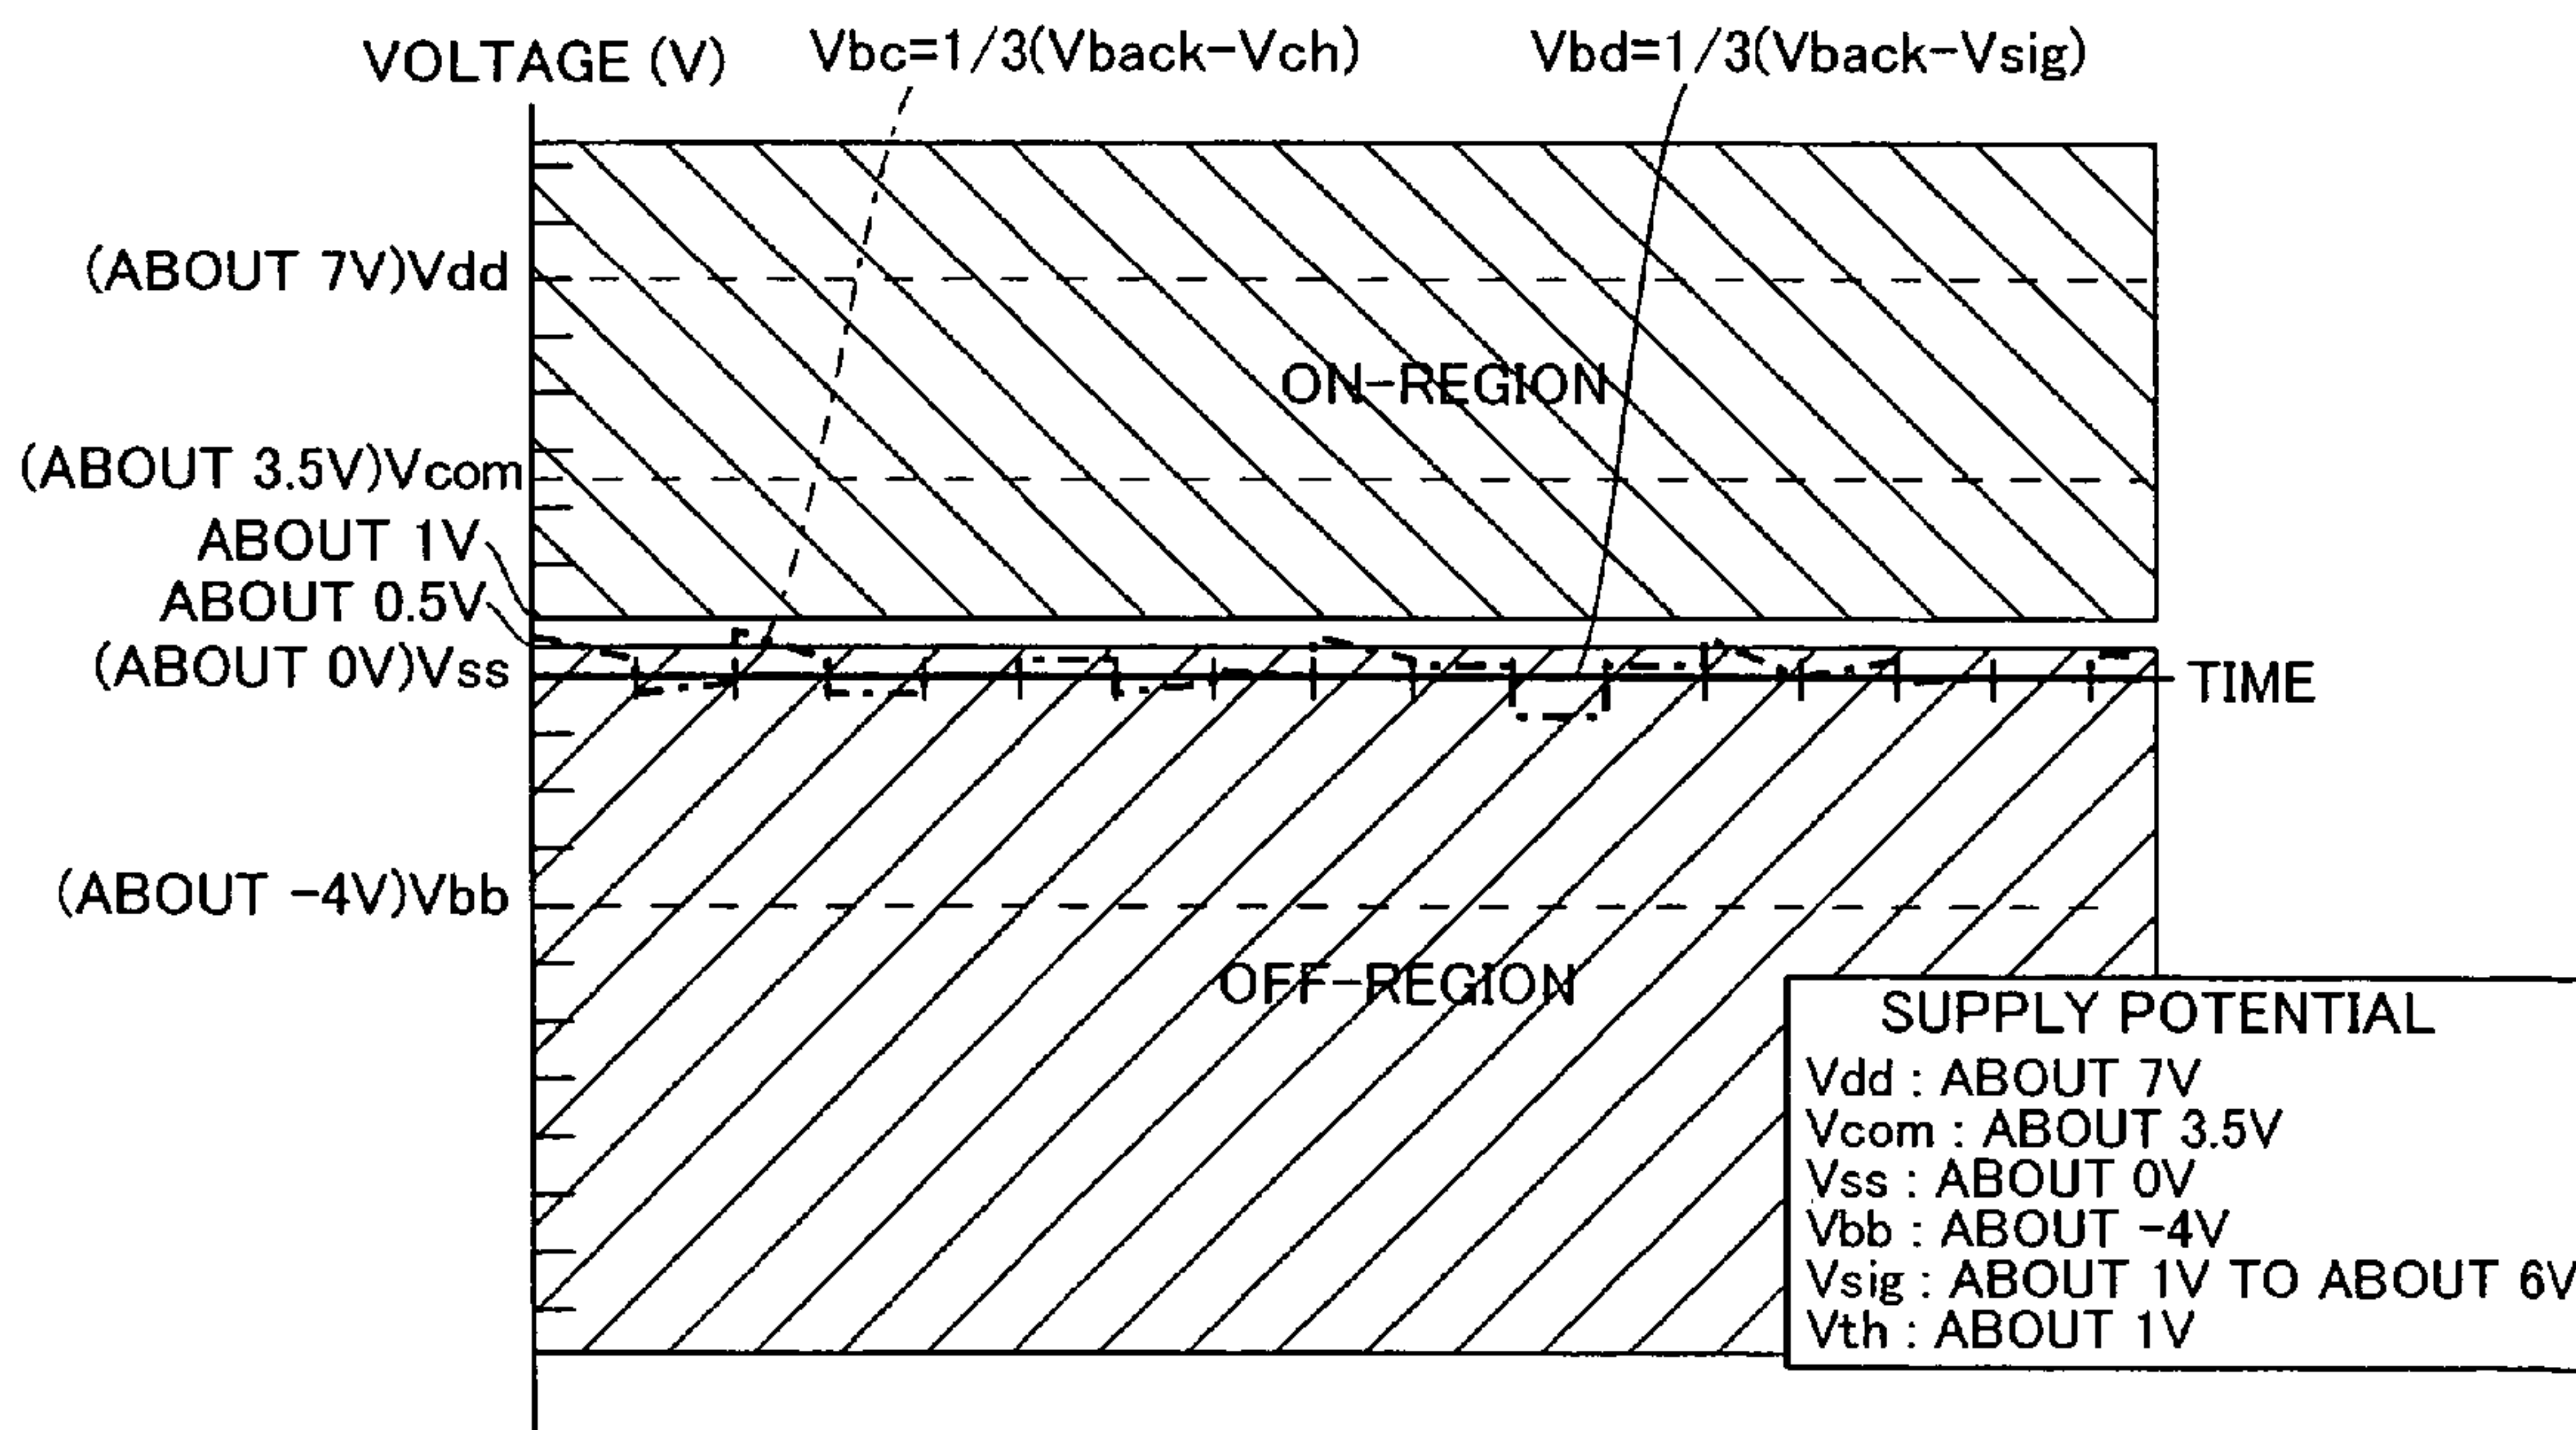 VOLTAGE (V)
Vbc=1/3(Vback-Vch)
Vbd=1/3(Vback-Vsig)
(ABOUT 7V)Vdd
ON-REGION
(ABOUT 3.5V)Vcom
ABOUT 1V
ABOUT 0.5V
(ABOUT 0V)Vss
TIME
(ABOUT -4V)Vbb
OFF-REGION
SUPPLY POTENTIAL
Vdd : ABOUT 7V
Vcom : ABOUT 3.5V
Vss : ABOUT 0V
Vbb : ABOUT -4V
Vsig : ABOUT 1V TO ABOUT 6V
Vth : ABOUT 1V